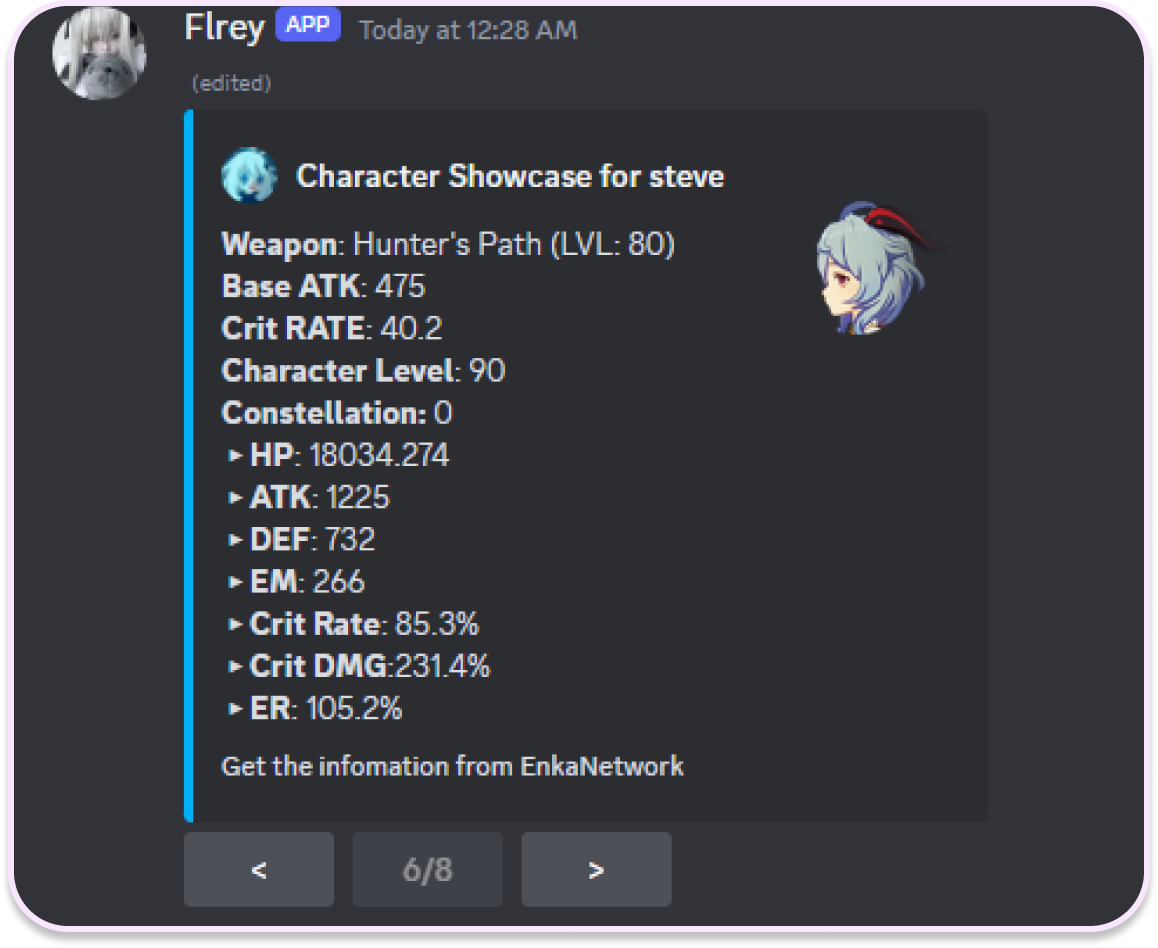 Flrey APP Today at 12:28 AM
(edited)
Character Showcase for steve
Weapon: Hunter's Path (LVL: 80)
Base ATK: 475
Crit RATE: 40.2
Character Level: 90
Constellation: 0
▸ HP: 18034.274
▸ ATK: 1225
▸ DEF: 732
▸ EM: 266
▸ Crit Rate: 85.3%
▸ Crit DMG:231.4%
▸ ER: 105.2%
Get the infomation from EnkaNetwork
< 6/8 >